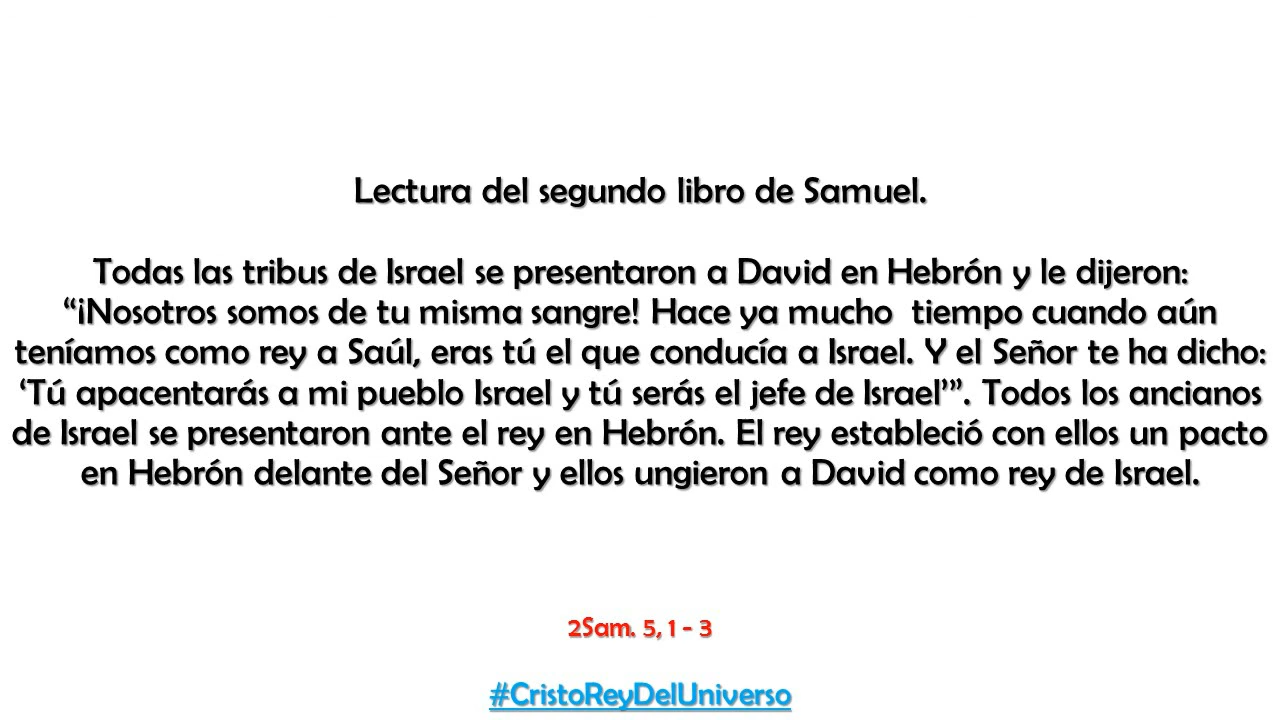 Lectura del segundo libro de Samuel.
Todas las tribus de Israel se presentaron a David en Hebrón y le dijeron:
“¡Nosotros somos de tu misma sangre! Hace ya mucho  tiempo cuando aún
teníamos como rey a Saúl, eras tú el que conducía a Israel. Y el Señor te ha dicho:
‘Tú apacentarás a mi pueblo Israel y tú serás el jefe de Israel’”. Todos los ancianos
de Israel se presentaron ante el rey en Hebrón. El rey estableció con ellos un pacto
en Hebrón delante del Señor y ellos ungieron a David como rey de Israel.
2Sam. 5, 1 - 3
#CristoReyDelUniverso